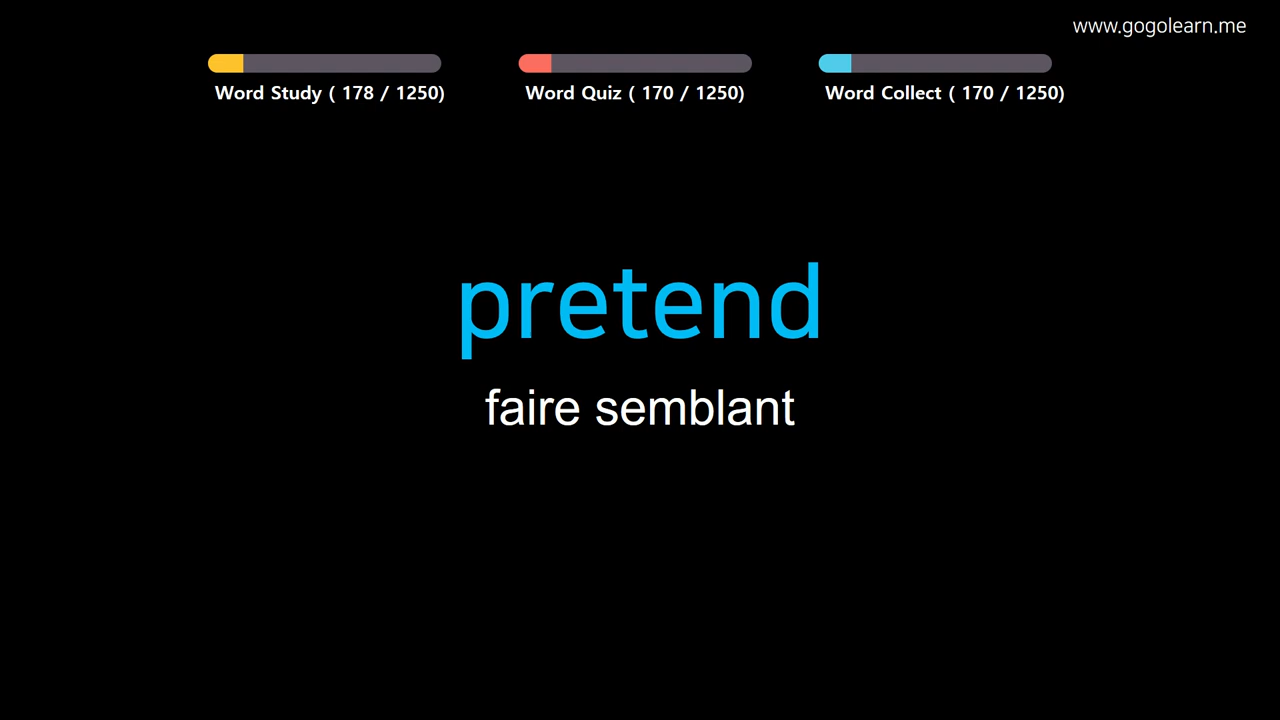 www.gogolearn.me
Word Study ( 178 / 1250)
Word Quiz ( 170 / 1250)
Word Collect ( 170 / 1250)
pretend
faire semblant